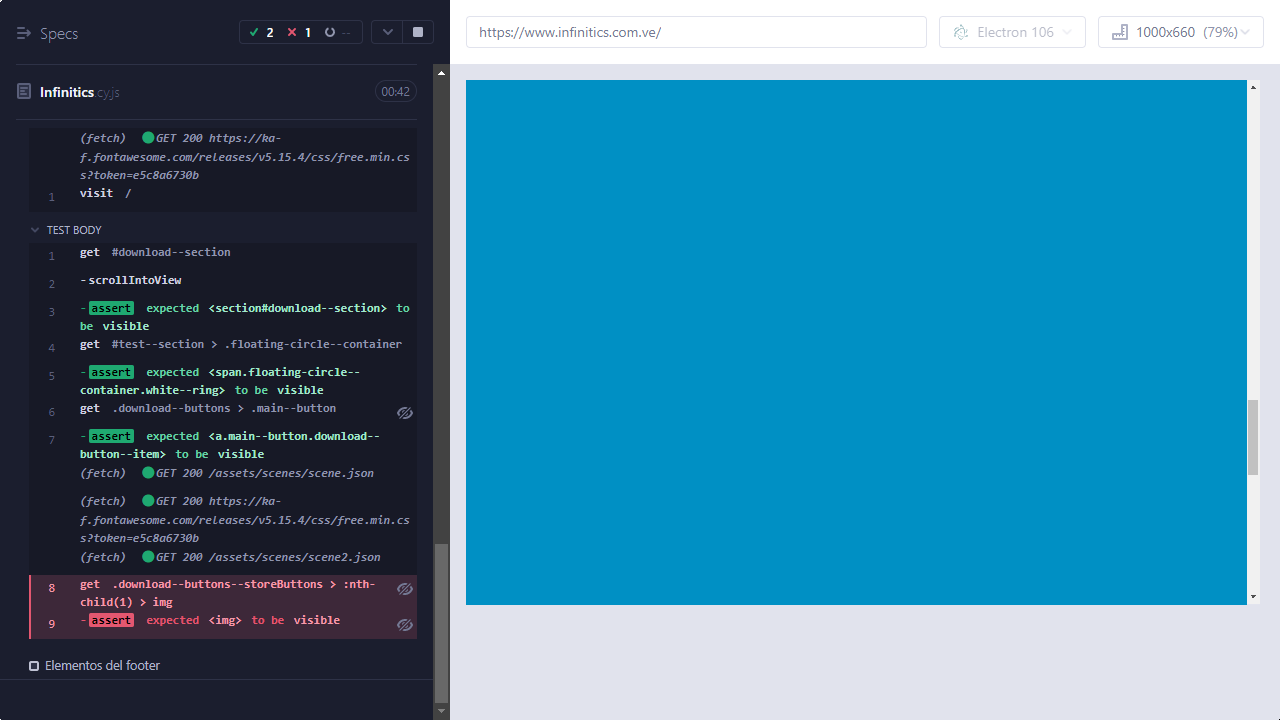 Specs
2
1
--
https://www.infinitics.com.ve/
Electron 106
1000x660 (79%)
Infinitics.cy.js
00:42
(fetch) GET 200 https://ka-
f.fontawesome.com/releases/v5.15.4/css/free.min.cs
s?token=e5c8a6730b
1 visit /
TEST BODY
1 get #download--section
2 -scrollIntoView
3 -assert expected <section#download--section> to
be visible
4 get #test--section > .floating-circle--container
5 -assert expected <span.floating-circle--
container.white--ring> to be visible
6 get .download--buttons > .main--button
7 -assert expected <a.main--button.download--
button--item> to be visible
(fetch) GET 200 /assets/scenes/scene.json
(fetch) GET 200 https://ka-
f.fontawesome.com/releases/v5.15.4/css/free.min.cs
s?token=e5c8a6730b
(fetch) GET 200 /assets/scenes/scene2.json
8 get .download--buttons--storeButtons > :nth-
child(1) > img
9 -assert expected <img> to be visible
Elementos del footer